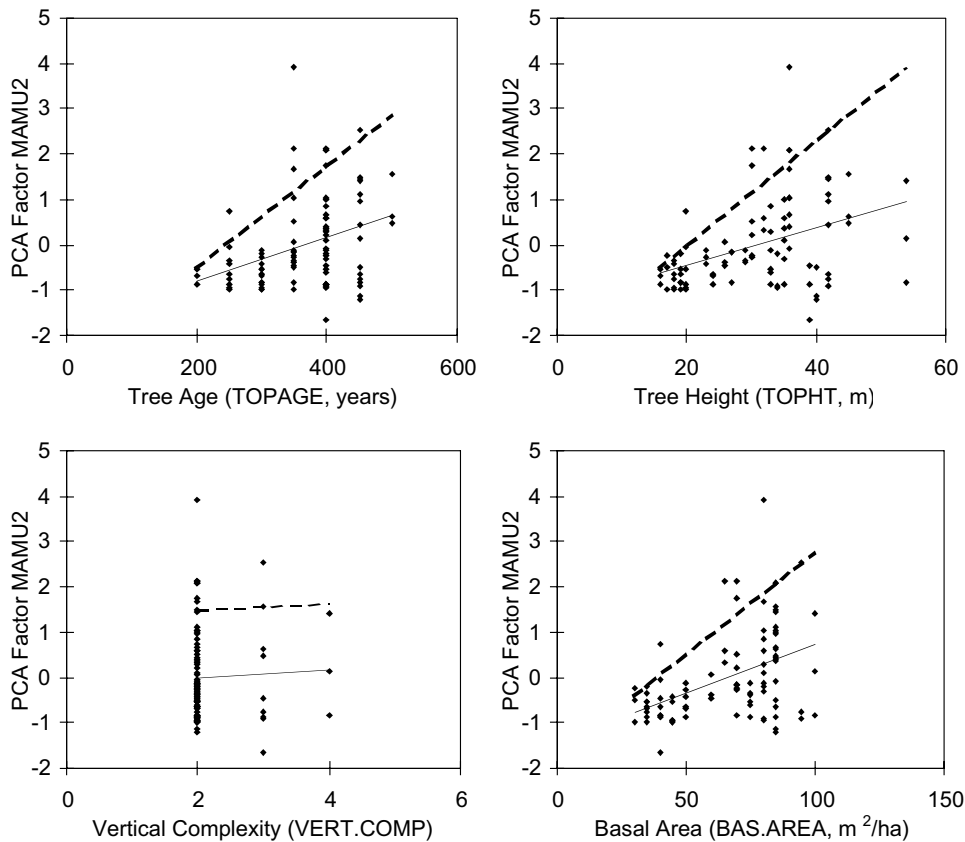 5
4
3
2
1
0
-1
-2
PCA Factor MAMU2
0 200 400 600
Tree Age (TOPAGE, years)
5
4
3
2
1
0
-1
-2
PCA Factor MAMU2
0 20 40 60
Tree Height (TOPHT, m)
5
4
3
2
1
0
-1
-2
PCA Factor MAMU2
0 2 4 6
Vertical Complexity (VERT.COMP)
5
4
3
2
1
0
-1
-2
PCA Factor MAMU2
0 50 100 150
Basal Area (BAS.AREA, m 2/ha)